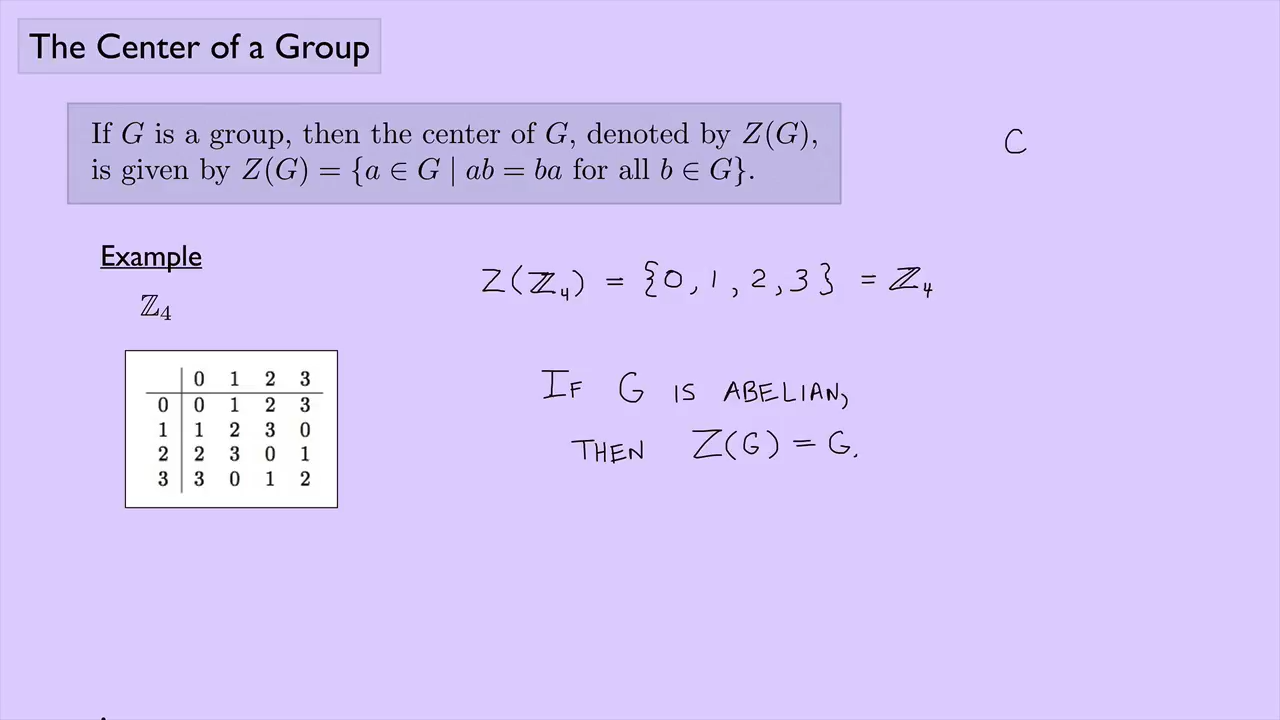 The Center of a Group
If G is a group, then the center of G, denoted by Z(G),
is given by Z(G) = {a ∈ G | ab = ba for all b ∈ G}.
C
Example
ℤ₄
Z(ℤ₄) = {0, 1, 2, 3} = ℤ₄
0 1 2 3
0 0 1 2 3
1 1 2 3 0
2 2 3 0 1
3 3 0 1 2
IF G IS ABELIAN,
THEN Z(G) = G.